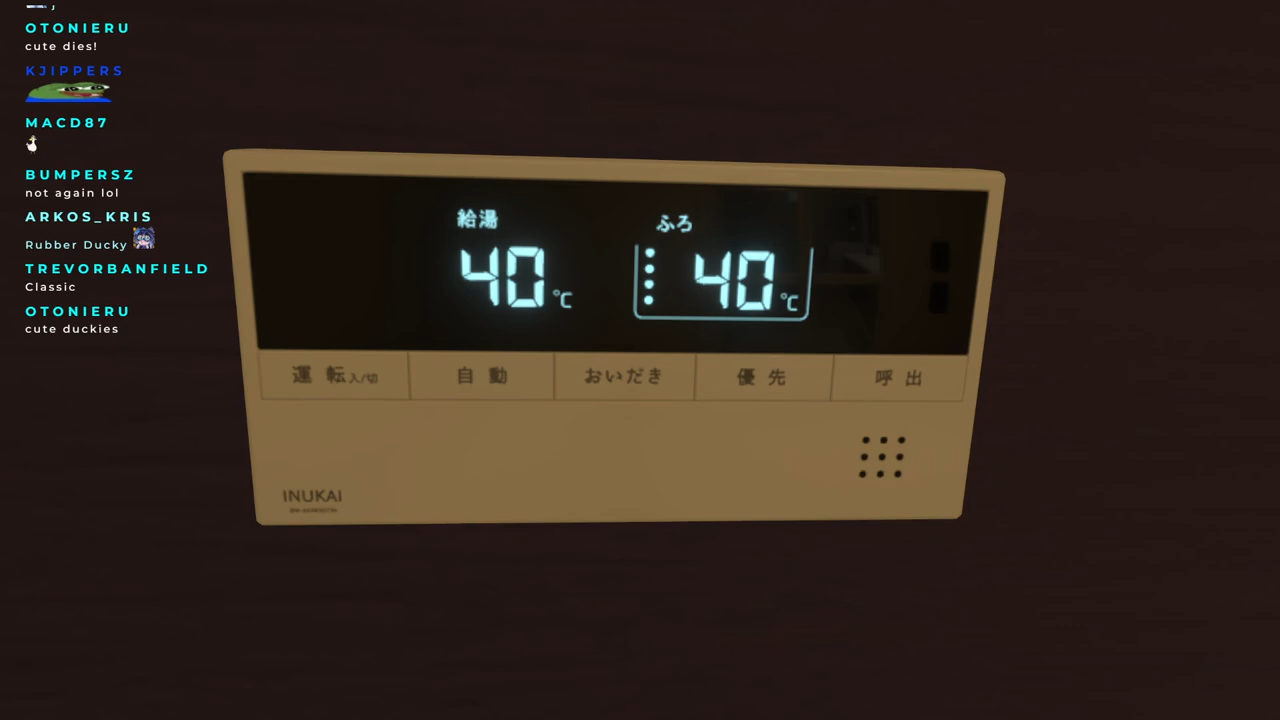 OTONIERU
cute dies!
KJIPPERS
MACD87
BUMPERSZ
not again lol
ARKOS_KRIS
Rubber Ducky
TREVORBANFIELD
Classic
OTONIERU
cute duckies
給湯
40℃
ふろ
40℃
運転入/切
自動
おいだき
優先
呼出
INUKAI